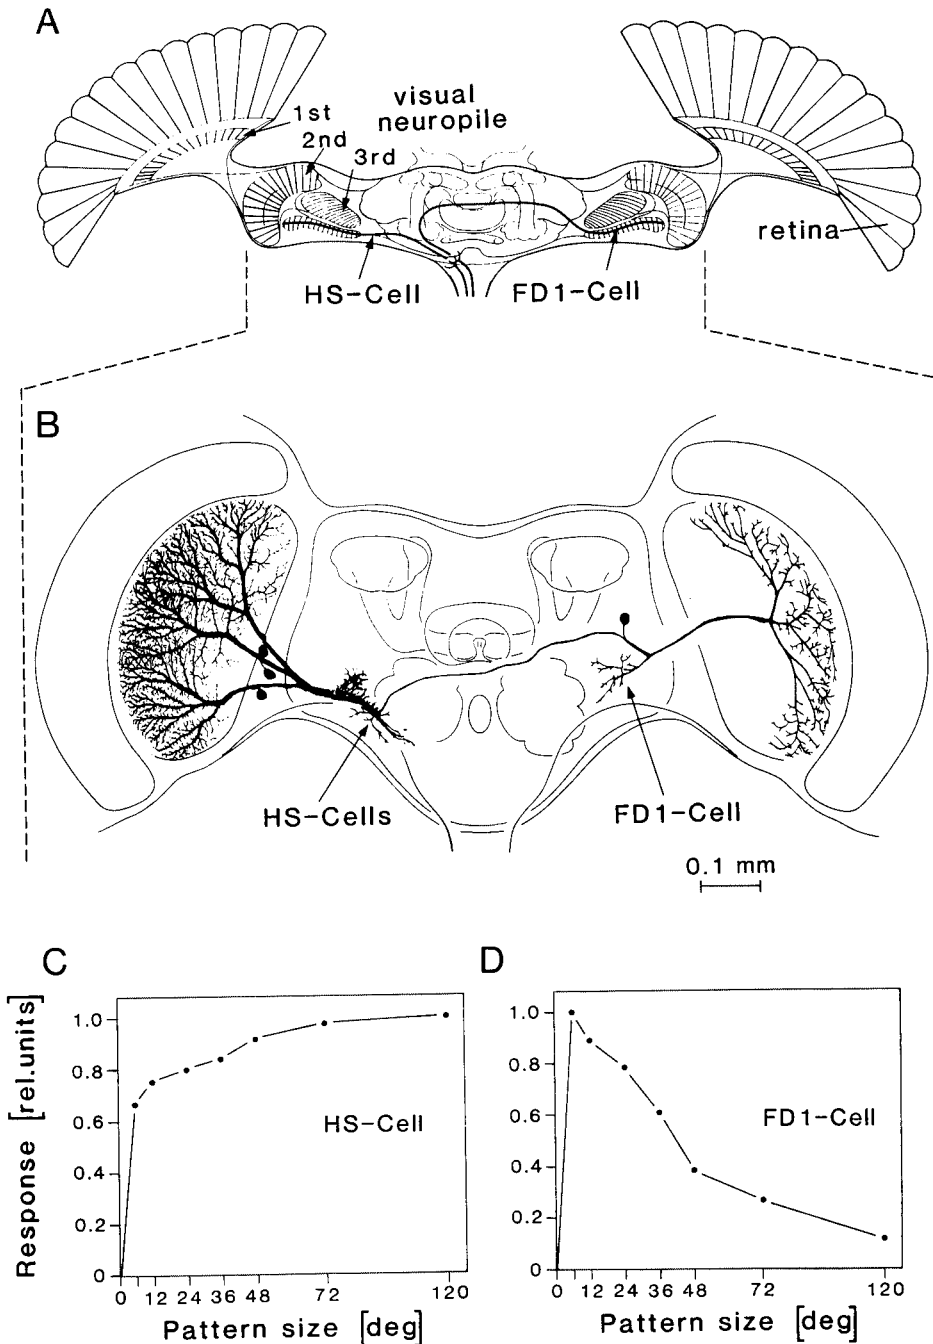 A
1st
2nd
3rd
visual
neuropile
retina
HS-Cell
FD1-Cell
B
HS-Cells
FD1-Cell
0.1 mm
C
Response [rel.units]
1.0
0.8
0.6
0.4
0.2
0
HS-Cell
0 12 24 36 48 72 120
Pattern size [deg]
D
1.0
0.8
0.6
0.4
0.2
0
FD1-Cell
0 12 24 36 48 72 120
Pattern size [deg]